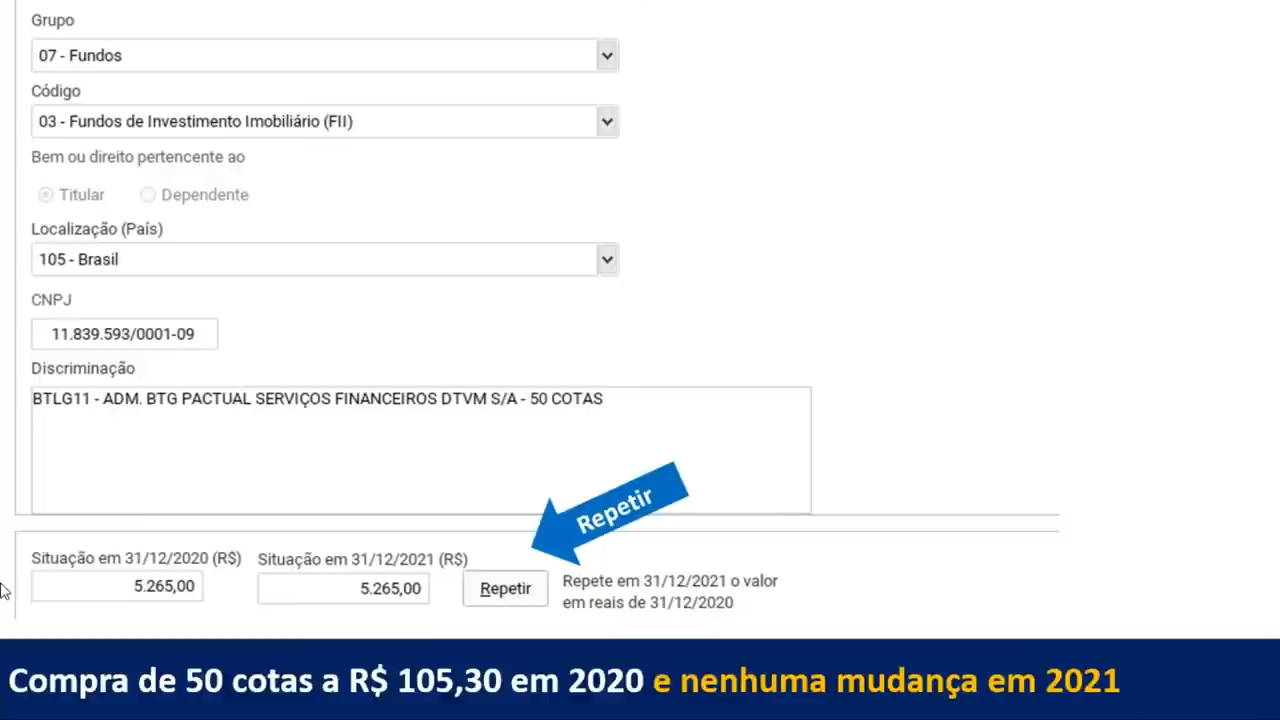 Grupo
07 - Fundos
Código
03 - Fundos de Investimento Imobiliário (FII)
Bem ou direito pertencente ao
Titular Dependente
Localização (País)
105 - Brasil
CNPJ
11.839.593/0001-09
Discriminação
BTLG11 - ADM. BTG PACTUAL SERVIÇOS FINANCEIROS DTVM S/A - 50 COTAS
Repetir
Situação em 31/12/2020 (R$) Situação em 31/12/2021 (R$)
5.265,00 5.265,00 Repetir
Repete em 31/12/2021 o valor
em reais de 31/12/2020
Compra de 50 cotas a R$ 105,30 em 2020 e nenhuma mudança em 2021